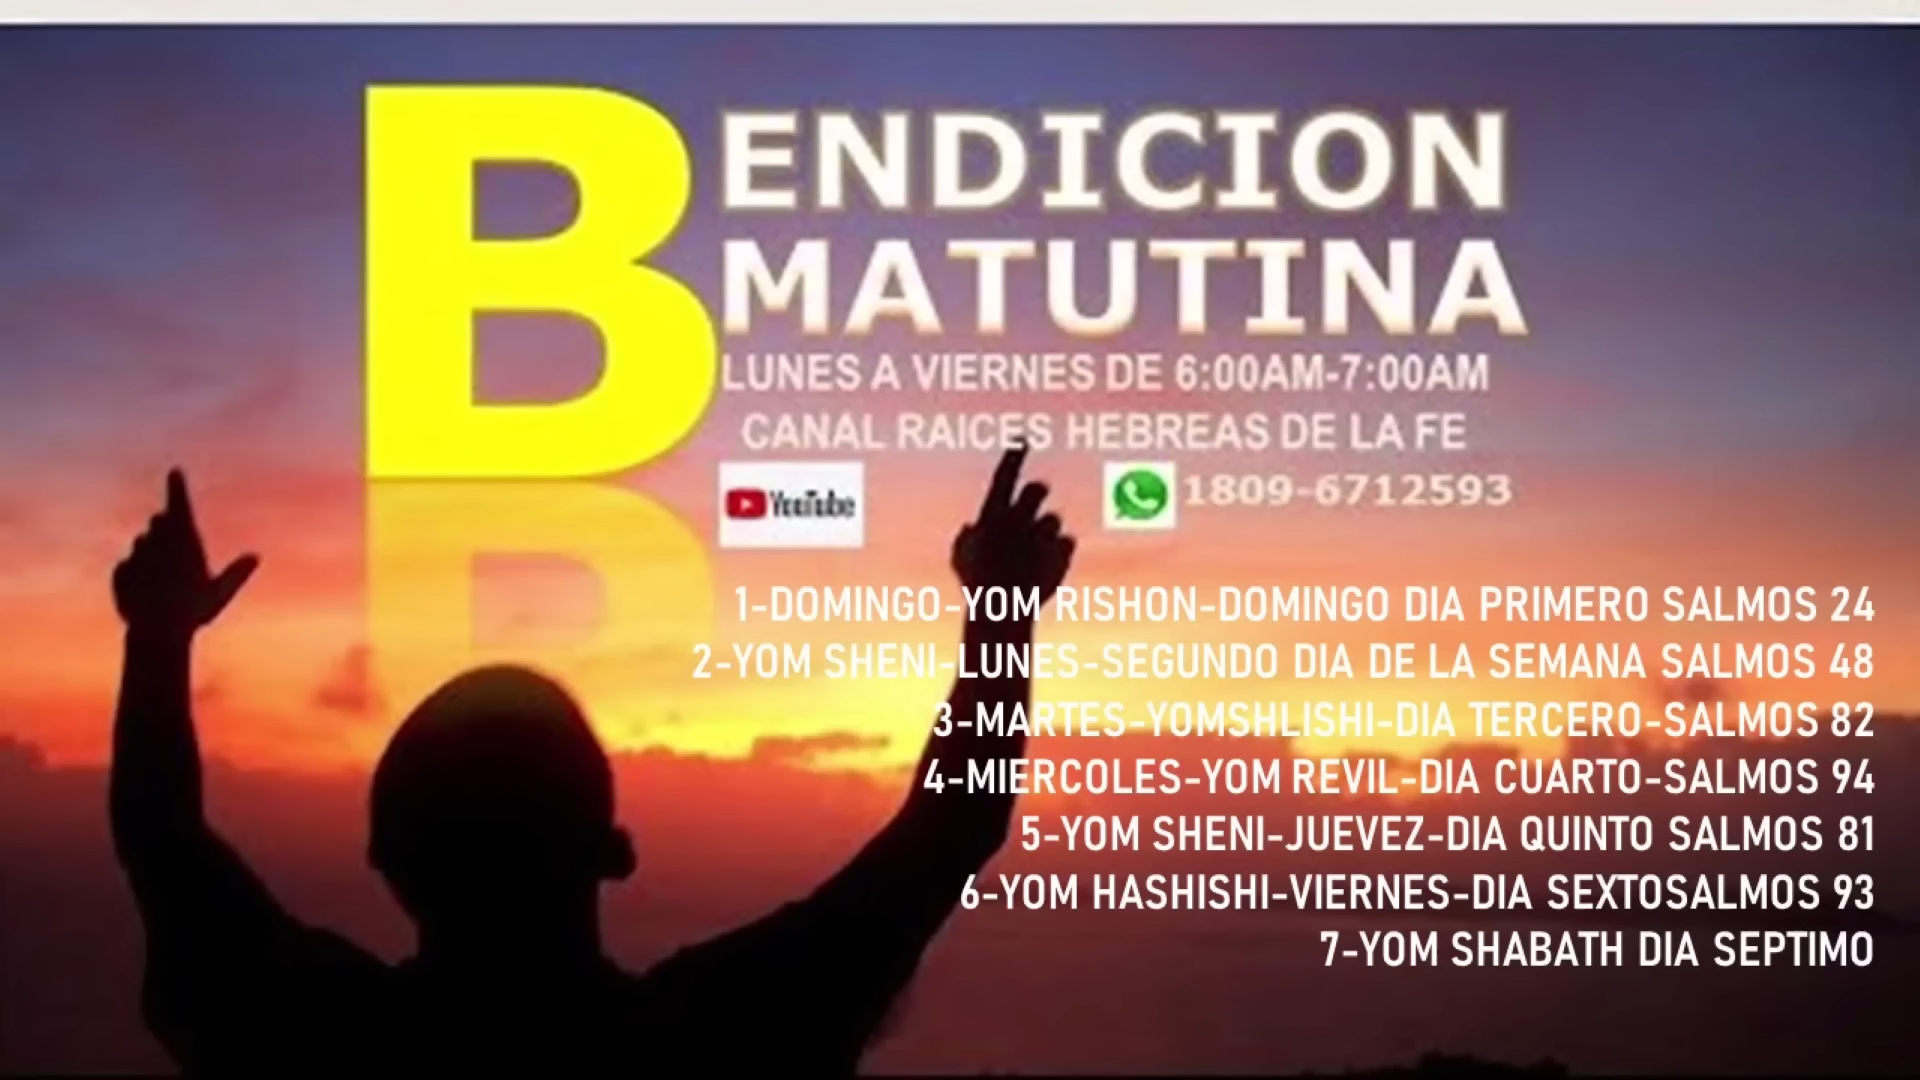 BENDICION
MATUTINA
LUNES A VIERNES DE 6:00AM-7:00AM
CANAL RAICES HEBREAS DE LA FE
YouTube
1809-6712593
1-DOMINGO-YOM RISHON-DOMINGO DIA PRIMERO SALMOS 24
2-YOM SHENI-LUNES-SEGUNDO DIA DE LA SEMANA SALMOS 48
3-MARTES-YOMSHLISHI-DIA TERCERO-SALMOS 82
4-MIERCOLES-YOM REVIL-DIA CUARTO-SALMOS 94
5-YOM SHENI-JUEVEZ-DIA QUINTO SALMOS 81
6-YOM HASHISHI-VIERNES-DIA SEXTOSALMOS 93
7-YOM SHABATH DIA SEPTIMO